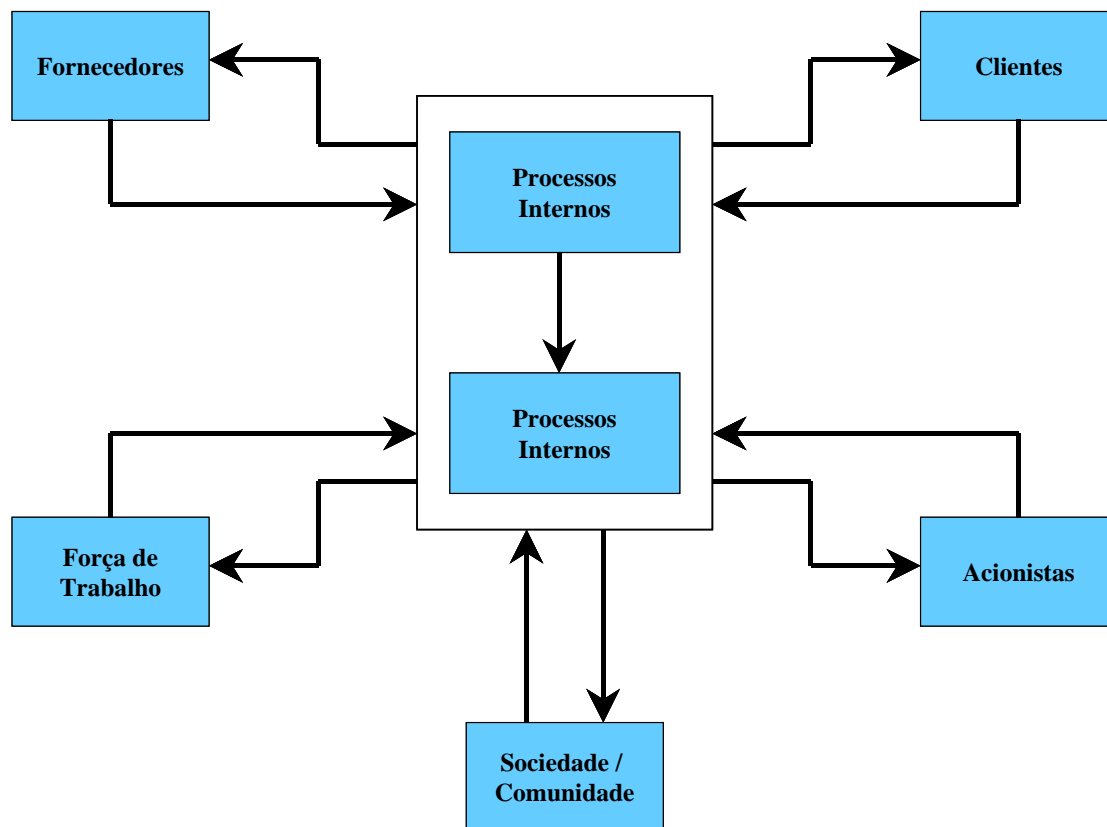 Fornecedores
Clientes
Processos
Internos
Processos
Internos
Força de
Trabalho
Acionistas
Sociedade /
Comunidade